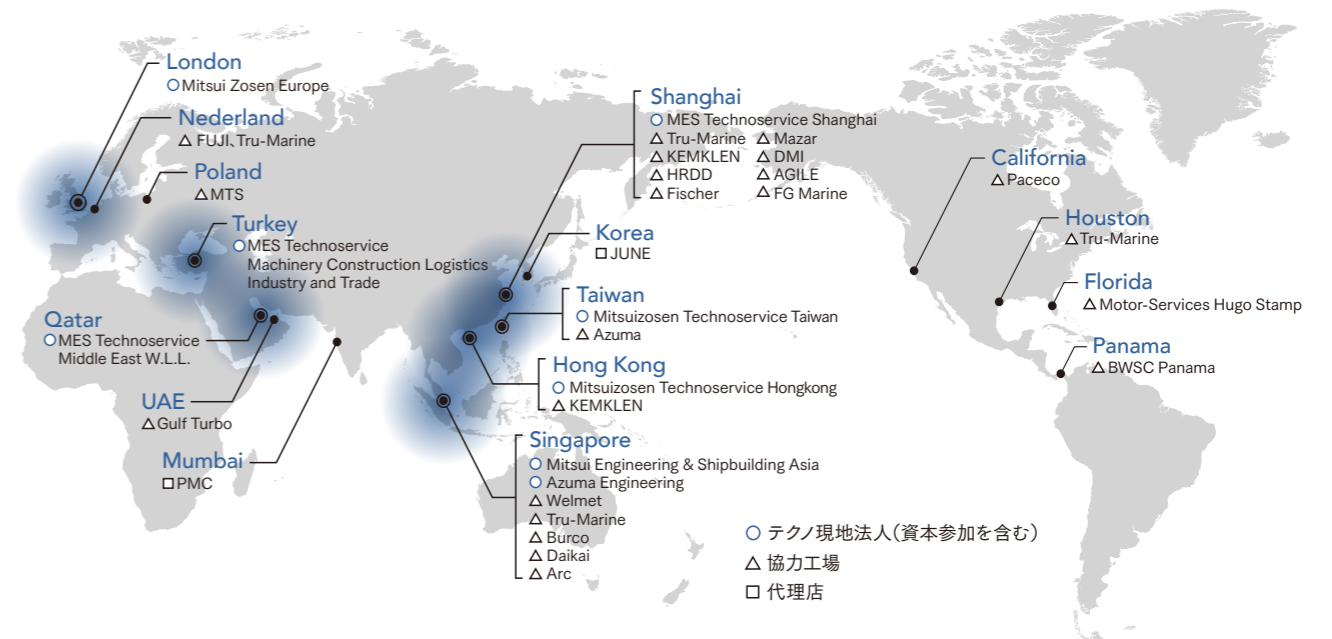 London
○Mitsui Zosen Europe
Nederland
△ FUJI、Tru-Marine
Poland
△MTS
Turkey
○MES Technoservice
Machinery Construction Logistics
Industry and Trade
Qatar
○MES Technoservice
Middle East W.L.L.
UAE
△Gulf Turbo
Mumbai
□PMC
Shanghai
○ MES Technoservice Shanghai
△ Tru-Marine △ Mazar
△ KEMKLEN △ DMI
△ HRDD △ AGILE
△ Fischer △ FG Marine
Korea
□ JUNE
Taiwan
○ Mitsuizosen Technoservice Taiwan
△ Azuma
Hong Kong
○ Mitsuizosen Technoservice Hongkong
△ KEMKLEN
Singapore
○ Mitsui Engineering & Shipbuilding Asia
○ Azuma Engineering
△ Welmet
△ Tru-Marine
△ Burco
△ Daikai
△ Arc
California
△ Paceco
Houston
△Tru-Marine
Florida
△ Motor-Services Hugo Stamp
Panama
△ BWSC Panama
○ テクノ現地法人（資本参加を含む）
△ 協力工場
□ 代理店